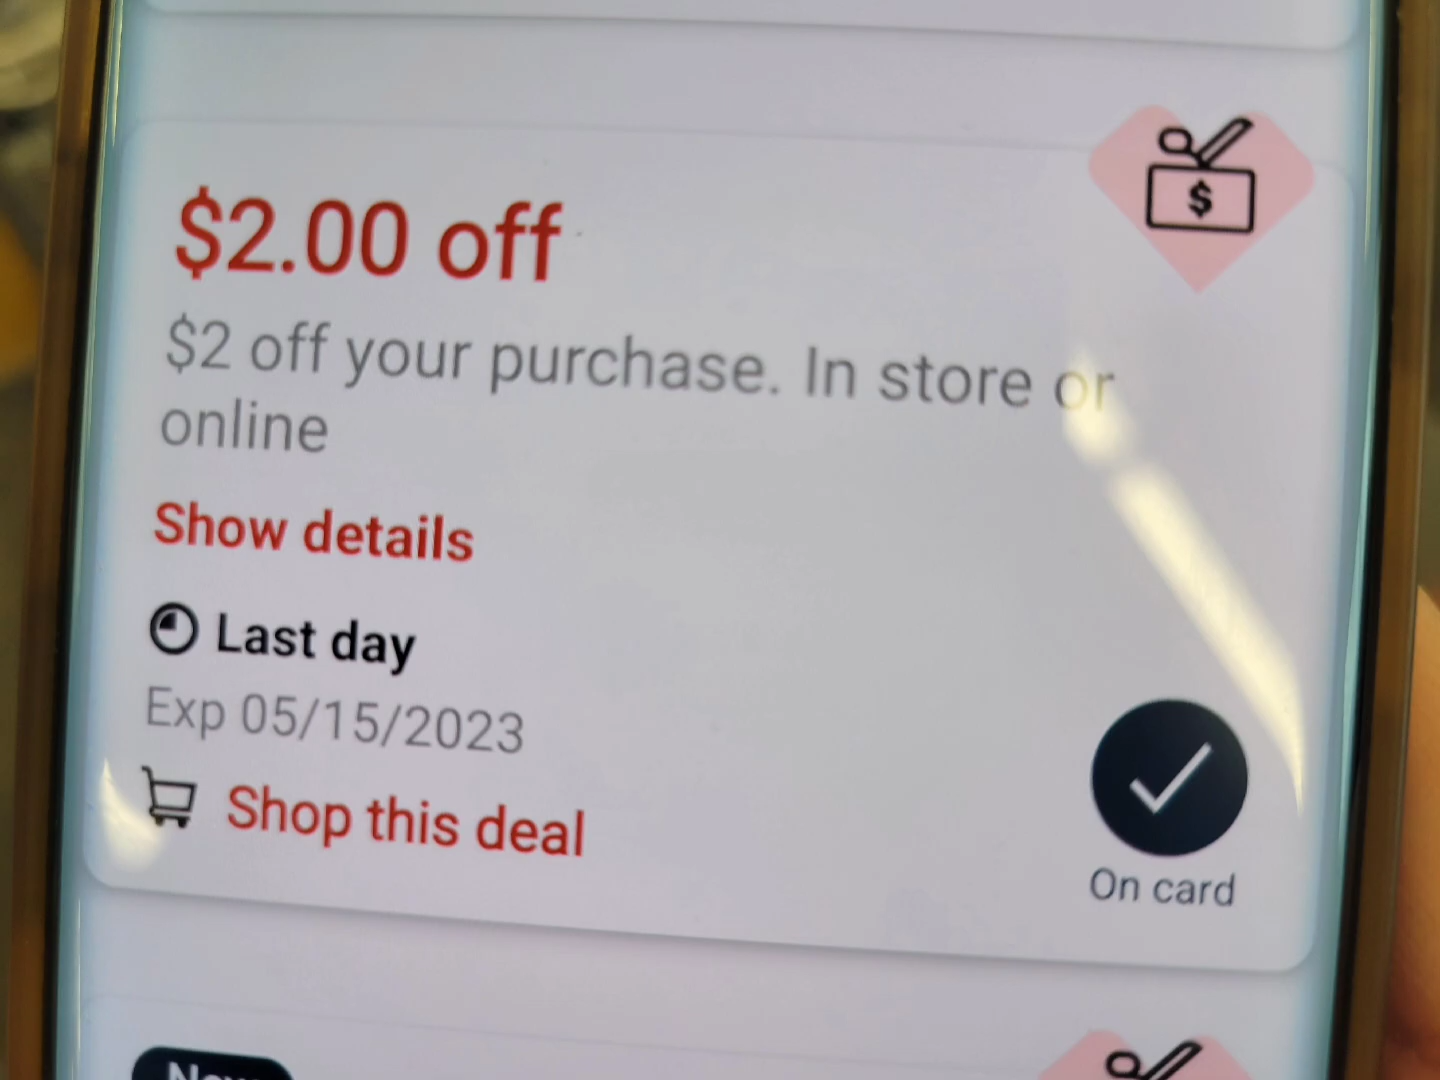 $
$2.00 off
$2 off your purchase. In store or
online
Show details
Last day
Exp 05/15/2023
Shop this deal
On card